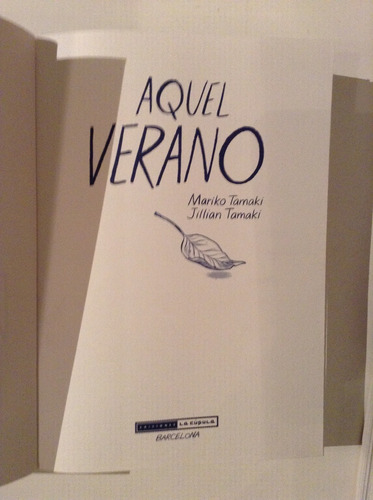 AQUEL
VERANO
Mariko Tamaki
Jillian Tamaki
EDICIONES LA CÚPULA
BARCELONA